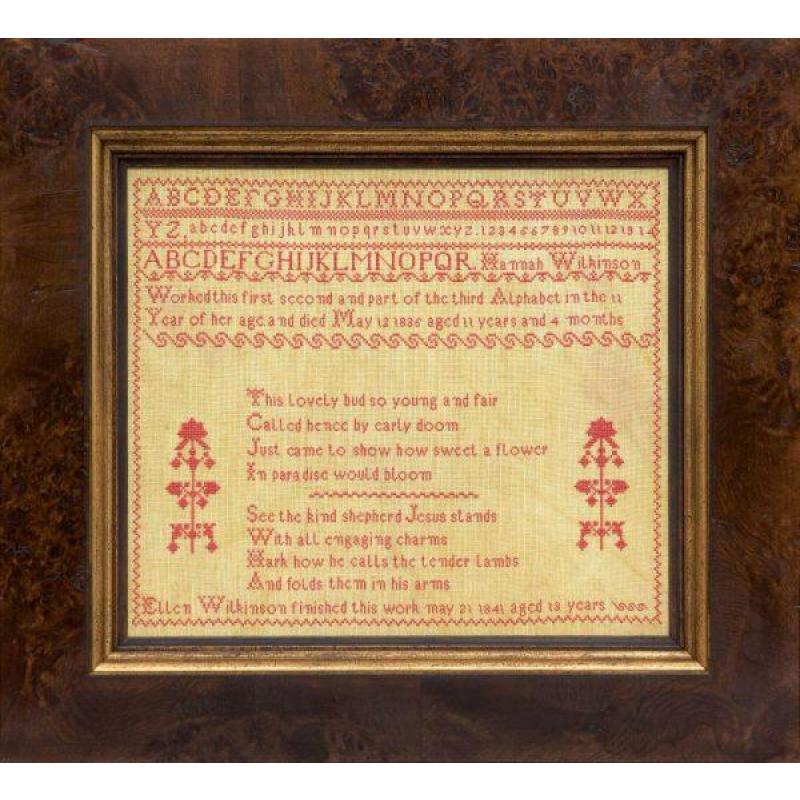 ABCDEFGHIJKLMNOPQRSTUVWX
YZ abcdefghijklmnopqrstuvwxyz 1234567891011121314
ABCDEFGHIJKLMNOPQR Hannah Wilkinson
Worked this first second and part of the third Alphabet in the 11
Year of her age and died May 12 1835 aged 11 years and 4 months
This Lovely bud so young and fair
Called hence by early doom
Just came to show how sweet a flower
In paradise would bloom
See the kind shepherd Jesus stands
With all engaging charms
Hark how he calls the tender lambs
And folds them in his arms
Ellen Wilkinson finished this work may 21 1841 aged 13 years